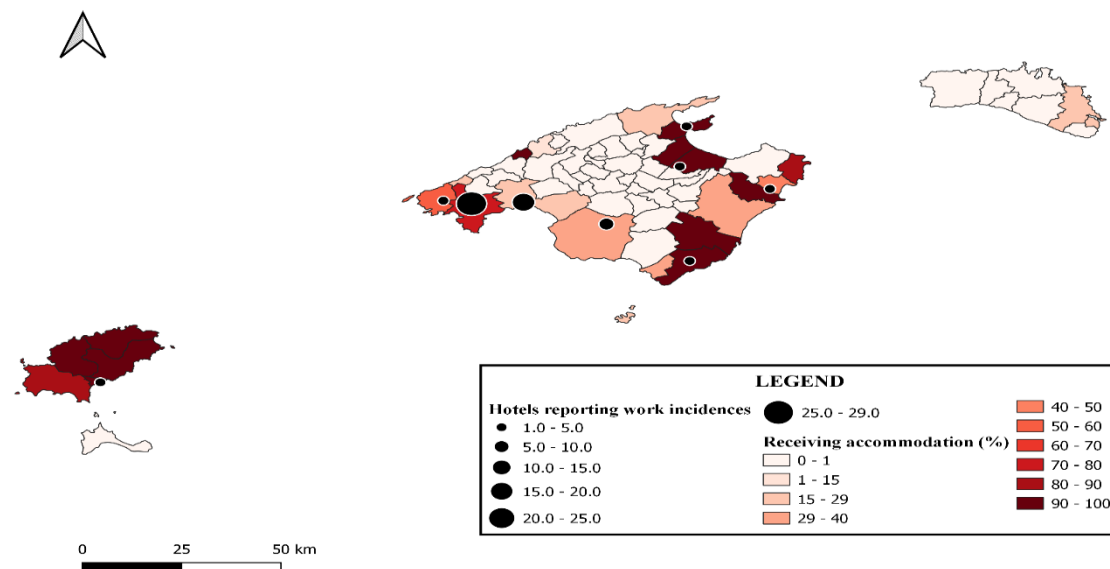 LEGEND
Hotels reporting work incidences
1.0 - 5.0
5.0 - 10.0
10.0 - 15.0
15.0 - 20.0
20.0 - 25.0
25.0 - 29.0
Receiving accommodation (%)
0 - 1
1 - 15
15 - 29
29 - 40
40 - 50
50 - 60
60 - 70
70 - 80
80 - 90
90 - 100
0 25 50 km